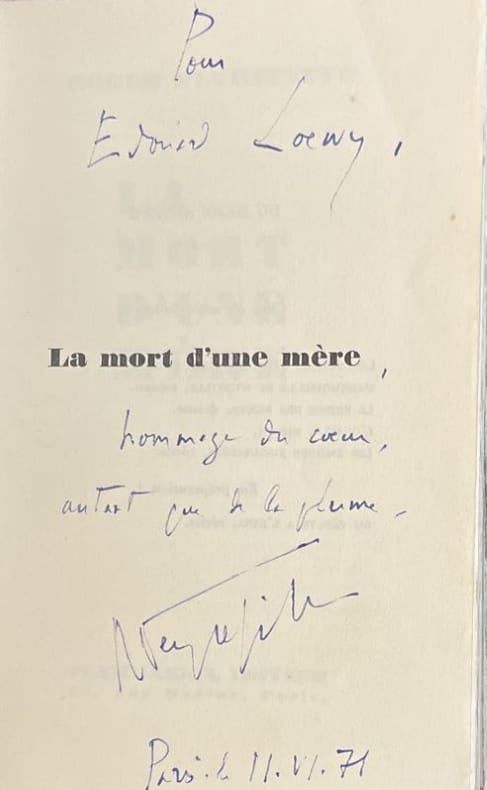 Pour
Edouard Loewy,
La mort d'une mère,
hommage du cœur,
autant que de la plume.
Paris. le 11. VI. 71